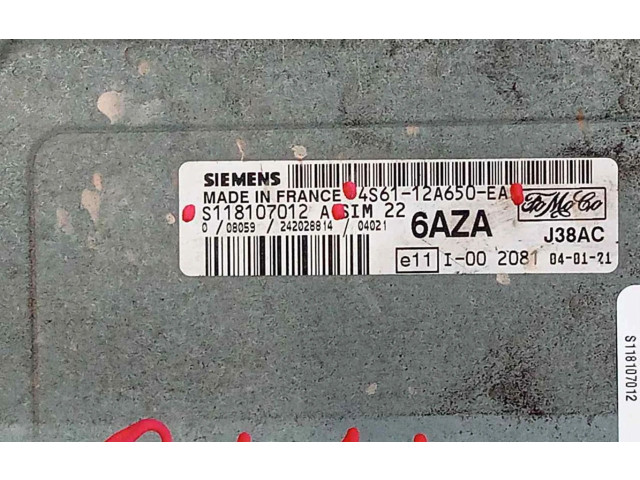 SIEMENS
MADE IN FRANCE 4S61-12A650-EA
S118107012 A SIM 22
0 / 08059 / 242028814 / 04021
6AZA
FoMoCo
J38AC
e11 I-00 2081 04-01-21
S118107012